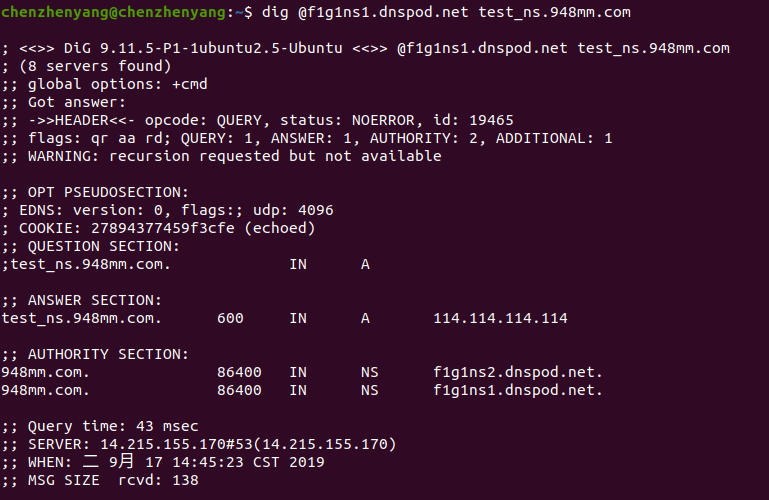 chenzhenyang@chenzhenyang:~$ dig @f1g1ns1.dnspod.net test_ns.948mm.com
; <<>> DiG 9.11.5-P1-1ubuntu2.5-Ubuntu <<>> @f1g1ns1.dnspod.net test_ns.948mm.com
; (8 servers found)
;; global options: +cmd
;; Got answer:
;; ->>HEADER<<- opcode: QUERY, status: NOERROR, id: 19465
;; flags: qr aa rd; QUERY: 1, ANSWER: 1, AUTHORITY: 2, ADDITIONAL: 1
;; WARNING: recursion requested but not available
;; OPT PSEUDOSECTION:
; EDNS: version: 0, flags:; udp: 4096
; COOKIE: 27894377459f3cfe (echoed)
;; QUESTION SECTION:
;test_ns.948mm.com. IN A
;; ANSWER SECTION:
test_ns.948mm.com. 600 IN A 114.114.114.114
;; AUTHORITY SECTION:
948mm.com. 86400 IN NS f1g1ns2.dnspod.net.
948mm.com. 86400 IN NS f1g1ns1.dnspod.net.
;; Query time: 43 msec
;; SERVER: 14.215.155.170#53(14.215.155.170)
;; WHEN: 二 9月 17 14:45:23 CST 2019
;; MSG SIZE rcvd: 138